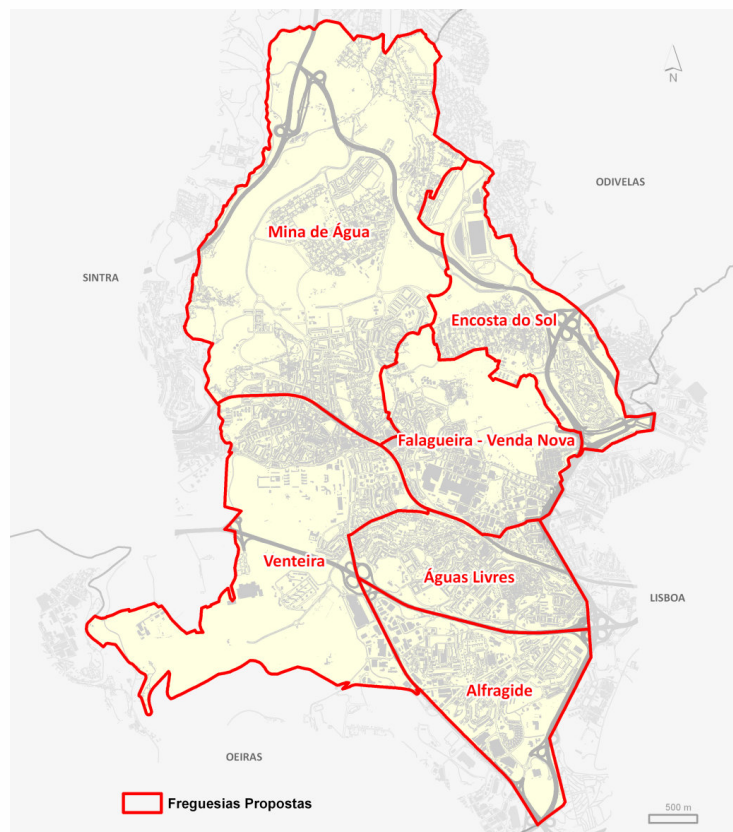 N
ODIVELAS
Mina de Água
SINTRA
Encosta do Sol
Falagueira - Venda Nova
Venteira
Águas Livres
LISBOA
Alfragide
OEIRAS
Freguesias Propostas
500 m